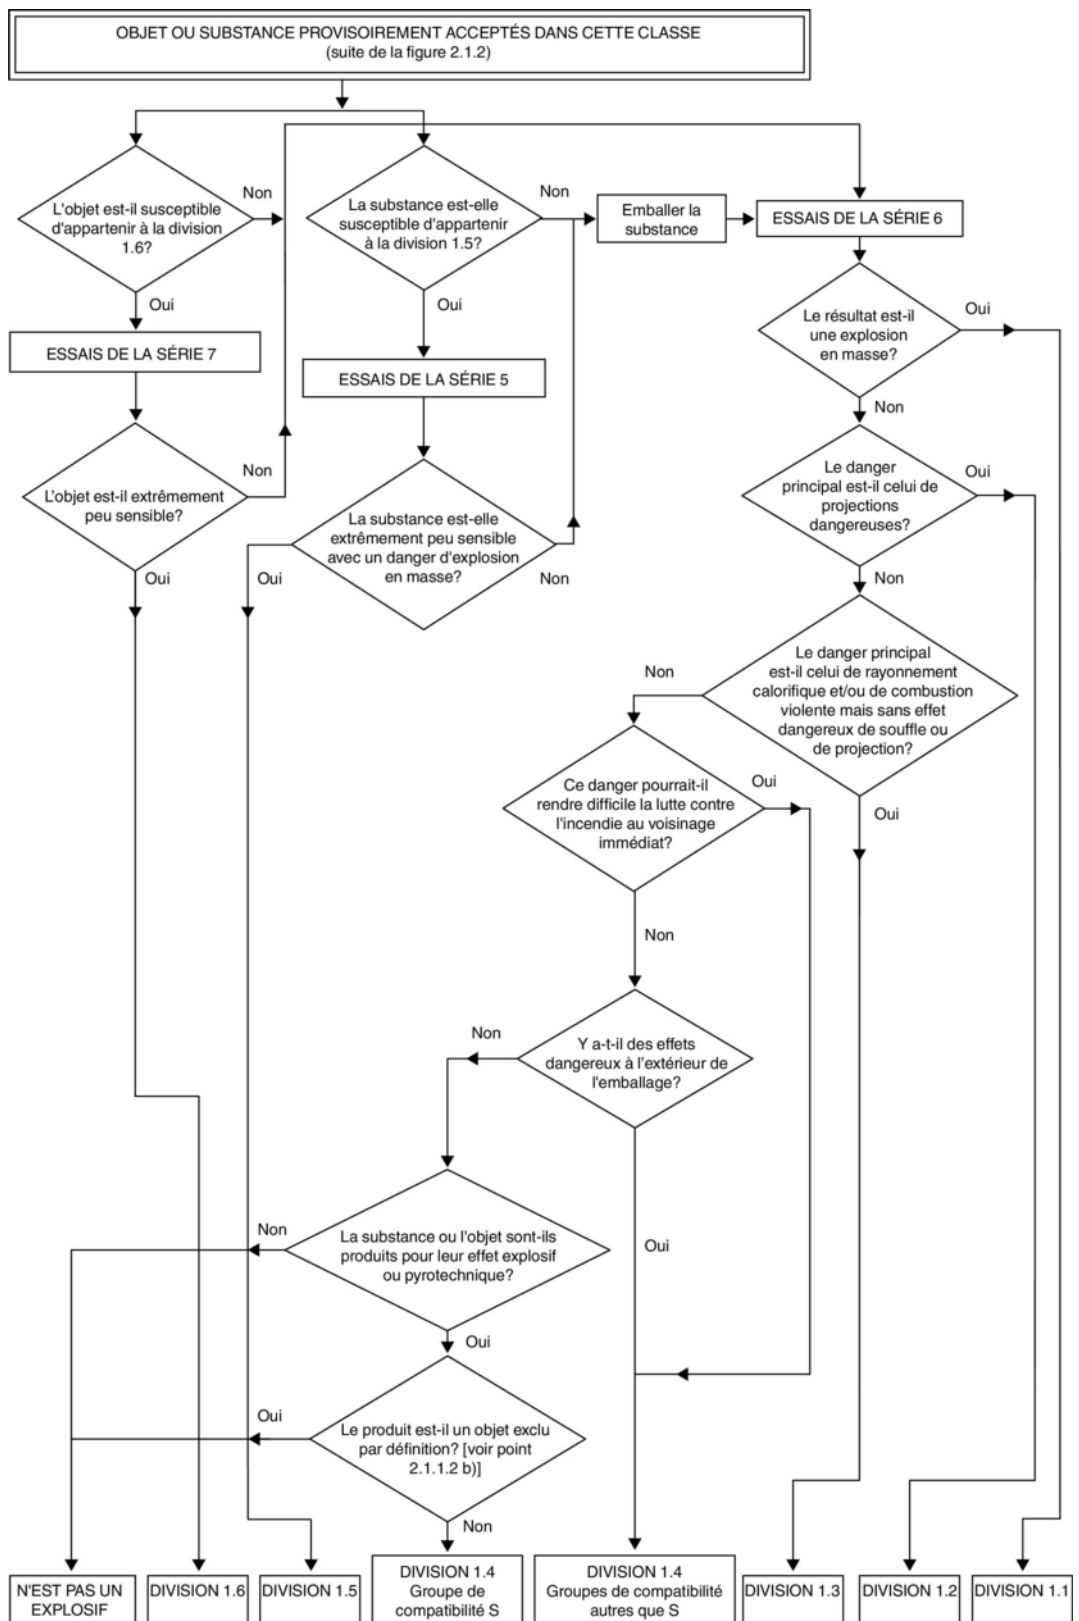 OBJET OU SUBSTANCE PROVISOIREMENT ACCEPTÉS DANS CETTE CLASSE
(suite de la figure 2.1.2)
L'objet est-il susceptible
d'appartenir à la division
1.6?
Non
Oui
La substance est-elle
susceptible d'appartenir
à la division 1.5?
Non
Oui
Emballer la
substance
ESSAIS DE LA SÉRIE 6
ESSAIS DE LA SÉRIE 7
ESSAIS DE LA SÉRIE 5
Le résultat est-il
une explosion
en masse?
Oui
Non
L'objet est-il extrêmement
peu sensible?
Non
Oui
La substance est-elle
extrêmement peu sensible
avec un danger d'explosion
en masse?
Oui
Non
Le danger
principal est-il celui de
projections
dangereuses?
Oui
Non
Le danger principal
est-il celui de rayonnement
calorifique et/ou de combustion
violente mais sans effet
dangereux de souffle ou
de projection?
Non
Oui
Ce danger pourrait-il
rendre difficile la lutte contre
l'incendie au voisinage
immédiat?
Oui
Non
Y a-t-il des effets
dangereux à l'extérieur de
l'emballage?
Non
Oui
La substance ou l'objet sont-ils
produits pour leur effet explosif
ou pyrotechnique?
Non
Oui
Le produit est-il un objet exclu
par définition? [voir point
2.1.1.2 b)]
Oui
Non
N'EST PAS UN
EXPLOSIF
DIVISION 1.6
DIVISION 1.5
DIVISION 1.4
Groupe de
compatibilité S
DIVISION 1.4
Groupes de compatibilité
autres que S
DIVISION 1.3
DIVISION 1.2
DIVISION 1.1